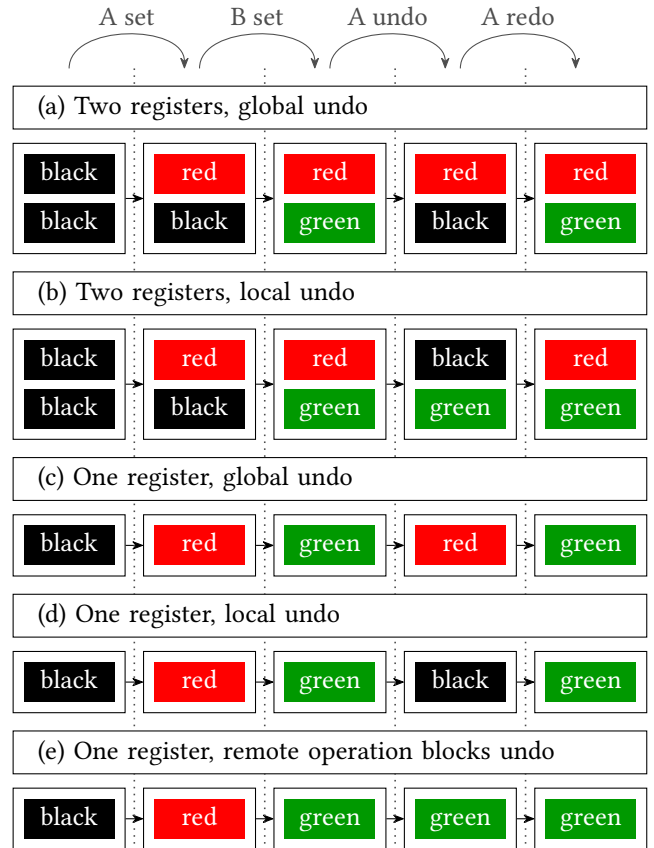 A set B set A undo A redo
(a) Two registers, global undo
black red red red red
black black green black green
(b) Two registers, local undo
black red red black red
black black green green green
(c) One register, global undo
black red green red green
(d) One register, local undo
black red green black green
(e) One register, remote operation blocks undo
black red green green green